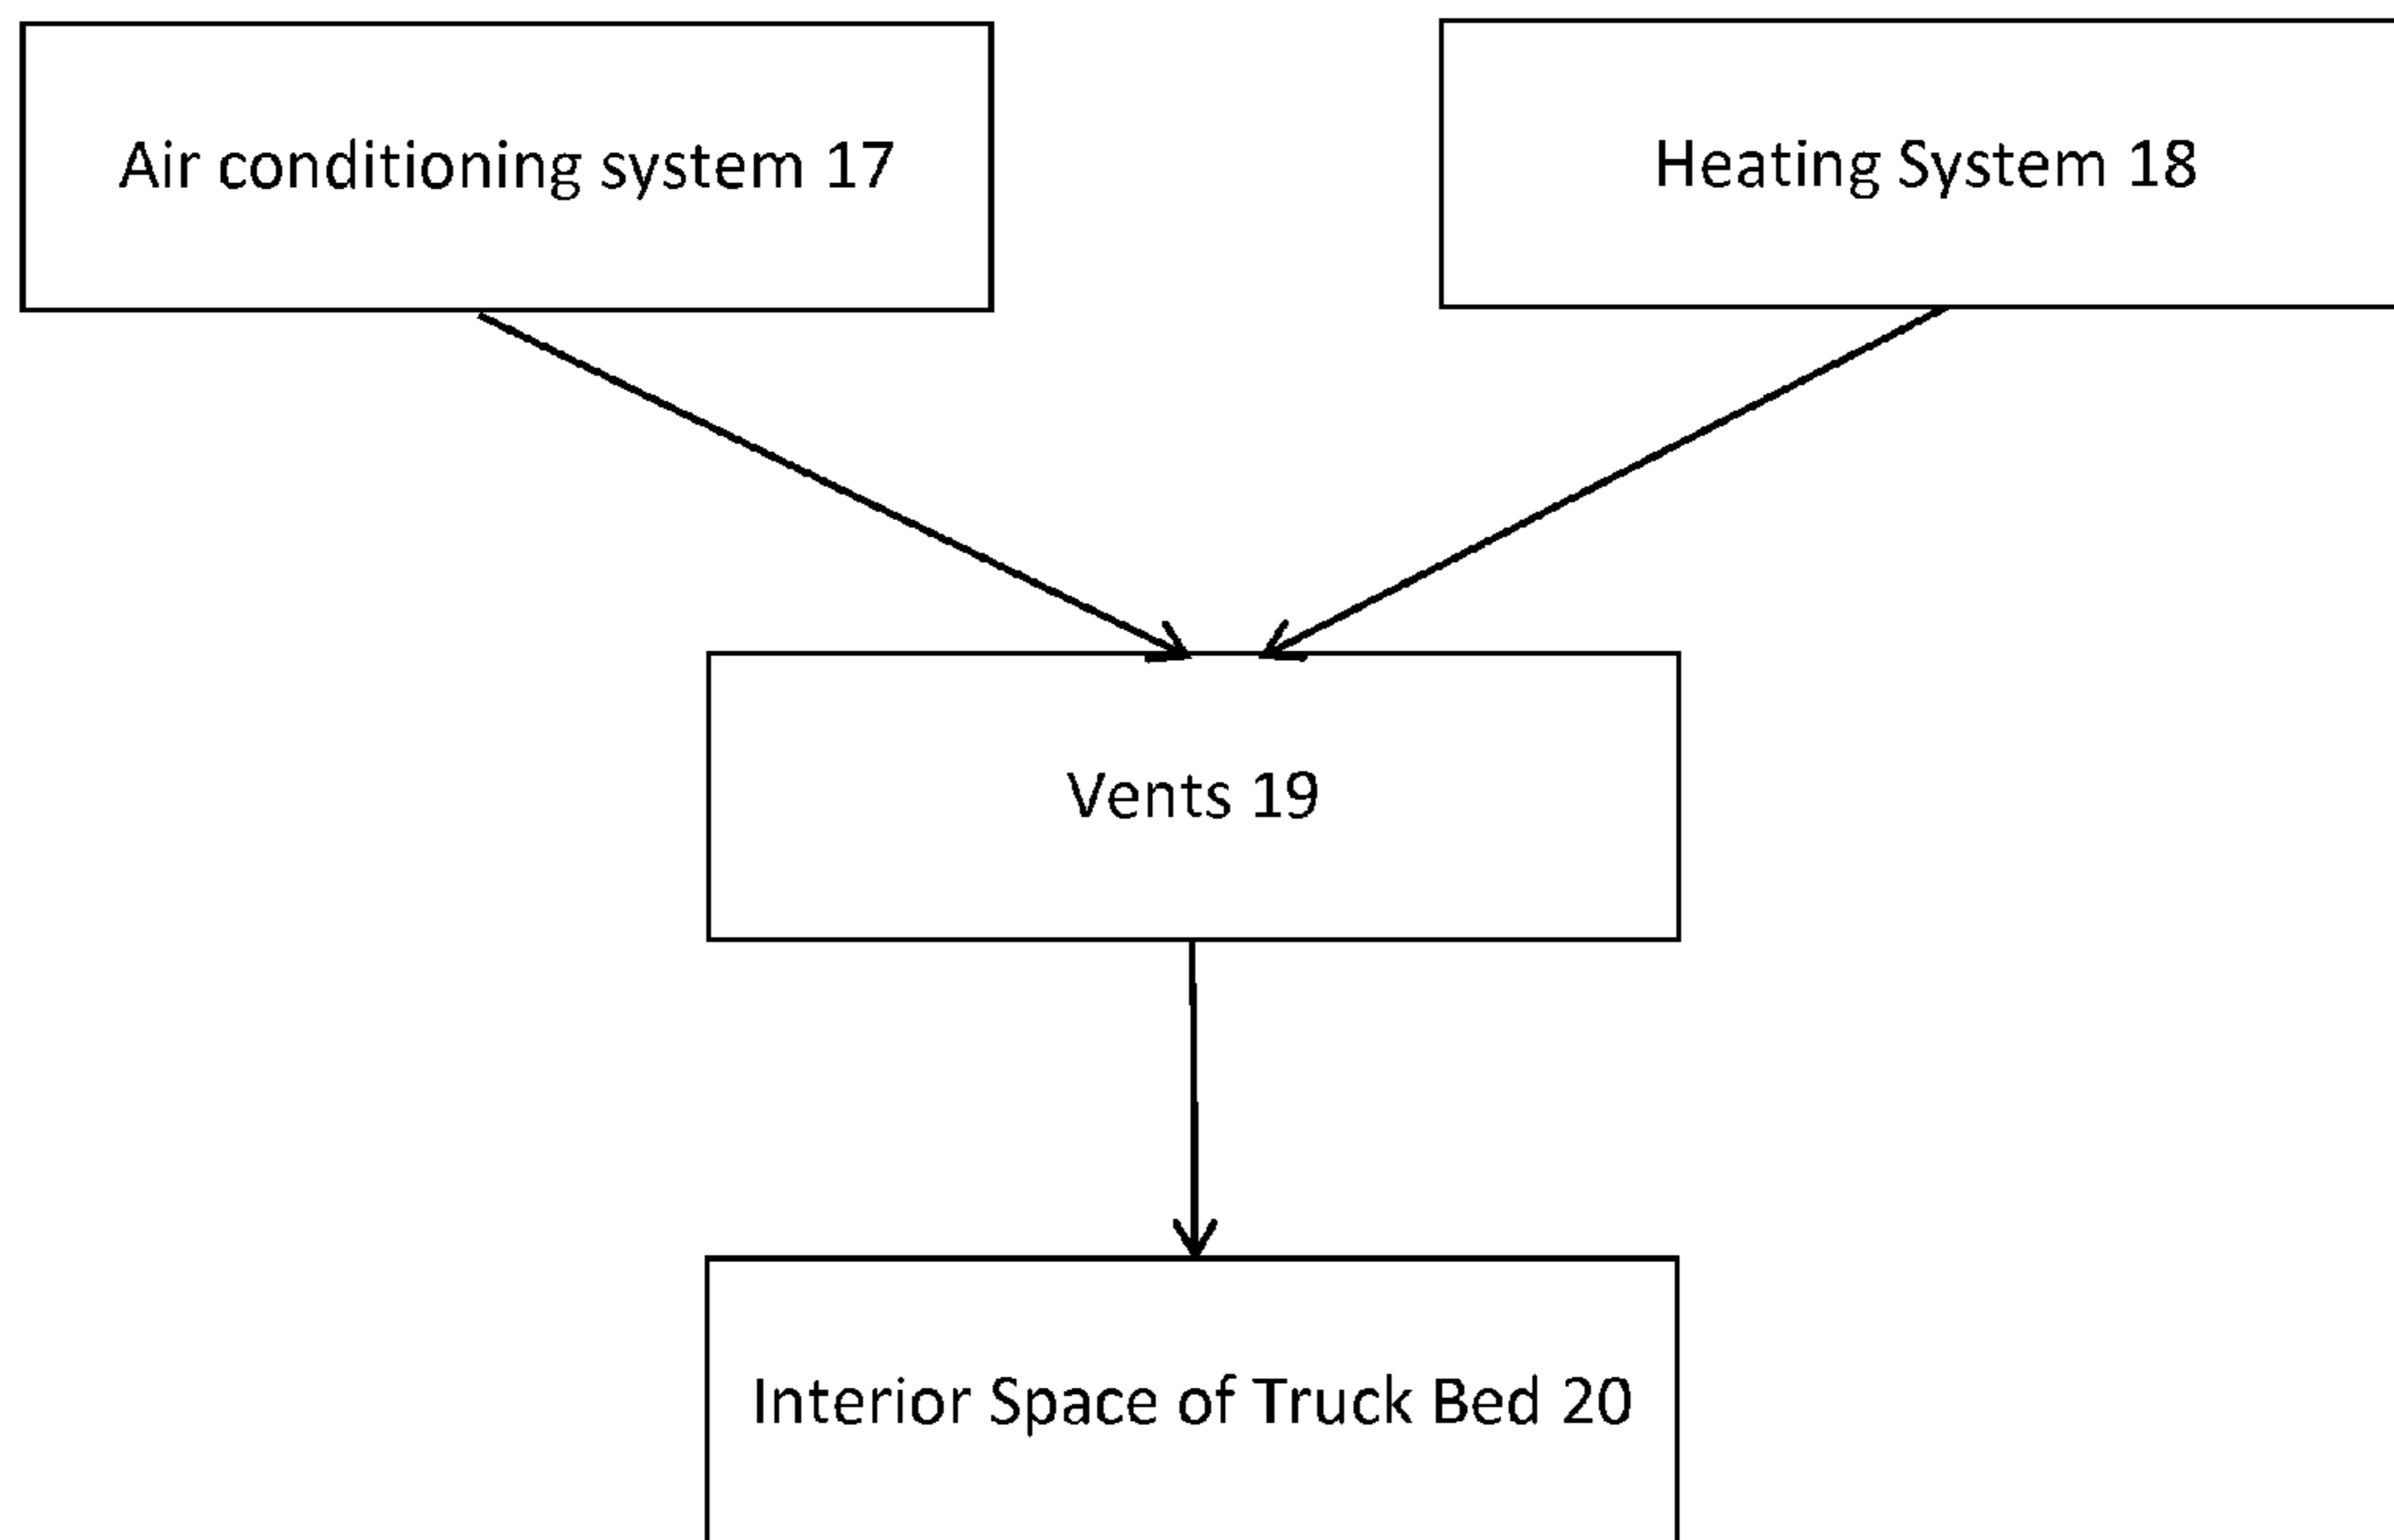 Air conditioning system 17
Heating System 18
Vents 19
Interior Space of Truck Bed 20